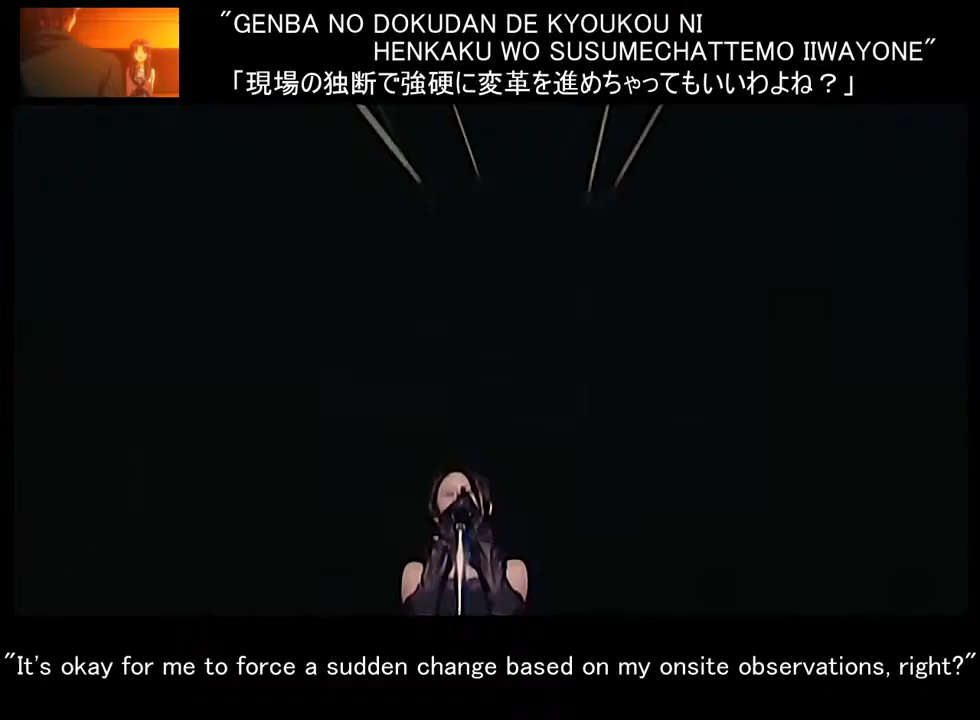 "GENBA NO DOKUDAN DE KYOUKOU NI
HENKAKU WO SUSUMECHATTEMO IIWAYONE"
「現場の独断で強硬に変革を進めちゃってもいいわよね？」
"It's okay for me to force a sudden change based on my onsite observations, right?"